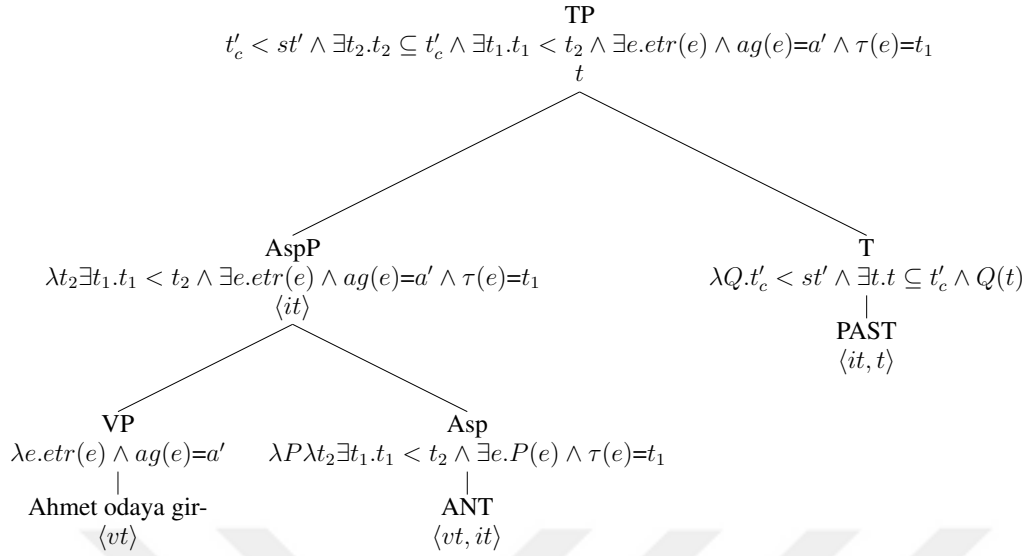 TP
t′c < st′ ∧ ∃t₂.t₂ ⊆ t′c ∧ ∃t₁.t₁ < t₂ ∧ ∃e.etr(e) ∧ ag(e)=a′ ∧ τ(e)=t₁
t
AspP
λt₂∃t₁.t₁ < t₂ ∧ ∃e.etr(e) ∧ ag(e)=a′ ∧ τ(e)=t₁
⟨it⟩
T
λQ.t′c < st′ ∧ ∃t.t ⊆ t′c ∧ Q(t)
PAST
⟨it, t⟩
VP
λe.etr(e) ∧ ag(e)=a′
Ahmet odaya gir-
⟨vt⟩
Asp
λPλt₂∃t₁.t₁ < t₂ ∧ ∃e.P(e) ∧ τ(e)=t₁
ANT
⟨vt, it⟩